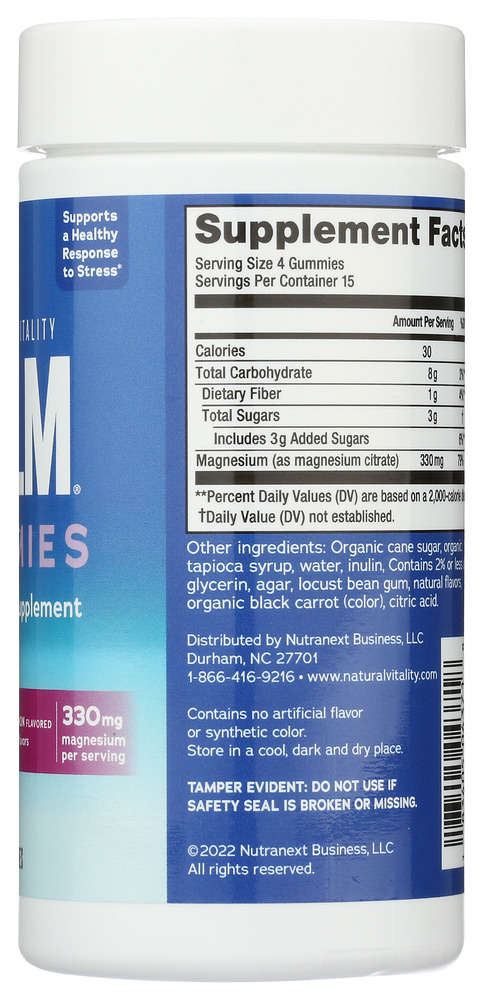 Supports
a Healthy
Response
to Stress*
ITALITY
LM®
MIES
pplement
ON FLAVORED
330mg
magnesium
per serving
Supplement Facts
Serving Size 4 Gummies
Servings Per Container 15
Amount Per Serving
Calories 30
Total Carbohydrate 8g
Dietary Fiber 1g
Total Sugars 3g
Includes 3g Added Sugars
Magnesium (as magnesium citrate) 330mg
**Percent Daily Values (DV) are based on a 2,000-calorie
†Daily Value (DV) not established.
Other ingredients: Organic cane sugar, organic
tapioca syrup, water, inulin, Contains 2% or less
glycerin, agar, locust bean gum, natural flavors,
organic black carrot (color), citric acid.
Distributed by Nutranext Business, LLC
Durham, NC 27701
1-866-416-9216 • www.naturalvitality.com
Contains no artificial flavor
or synthetic color.
Store in a cool, dark and dry place.
TAMPER EVIDENT: DO NOT USE IF
SAFETY SEAL IS BROKEN OR MISSING.
©2022 Nutranext Business, LLC
All rights reserved.